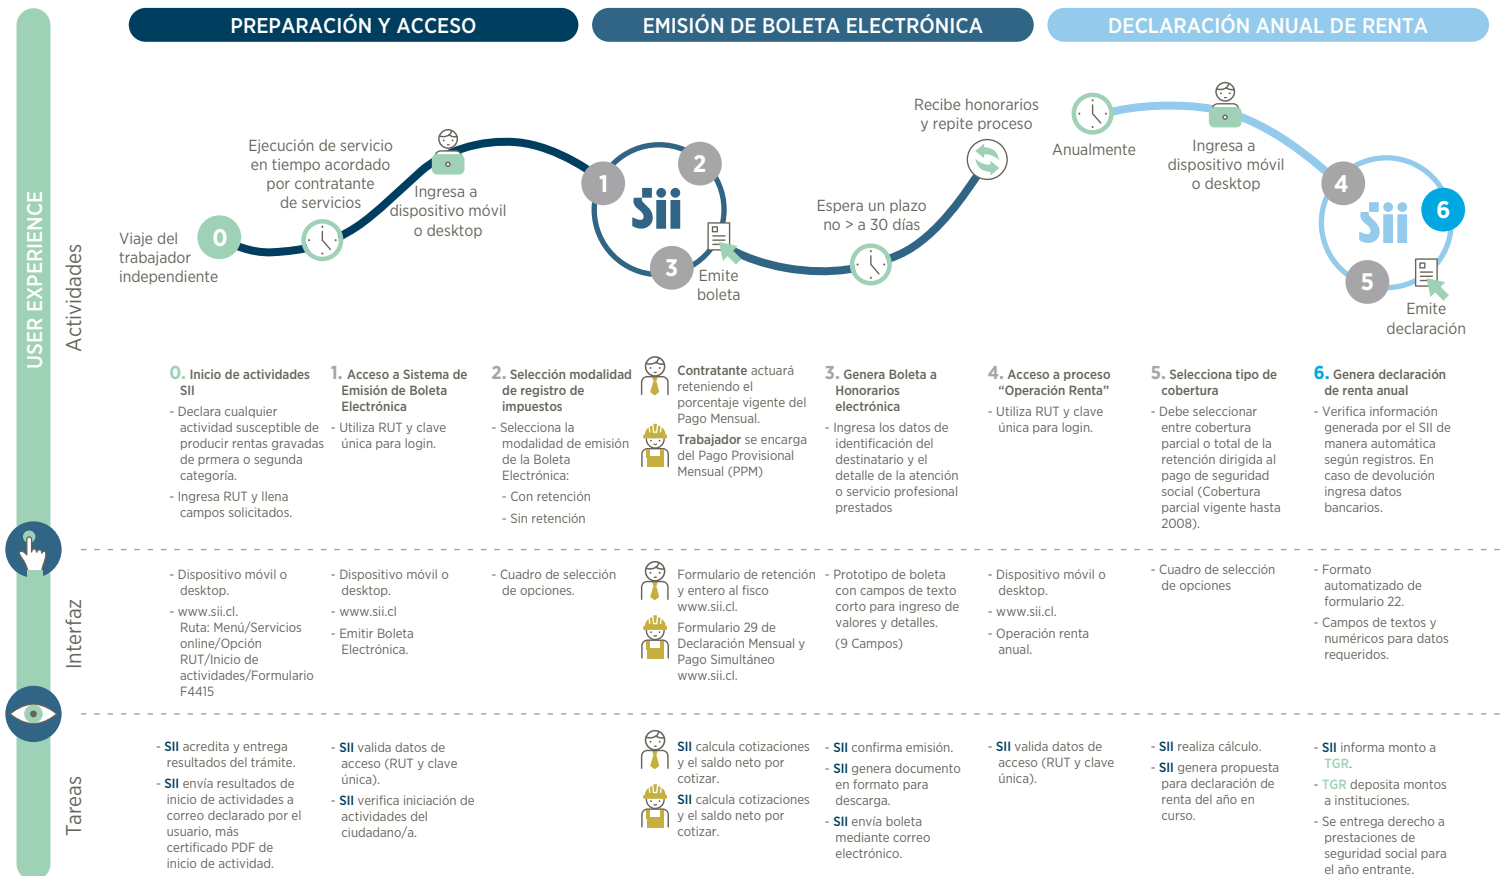 PREPARACIÓN Y ACCESO
EMISIÓN DE BOLETA ELECTRÓNICA
DECLARACIÓN ANUAL DE RENTA
USER EXPERIENCE
Actividades
Viaje del
trabajador
independiente
0
Ejecución de servicio
en tiempo acordado
por contratante
de servicios
Ingresa a
dispositivo móvil
o desktop
1
2
3
Sii
Emite
boleta
Espera un plazo
no > a 30 días
Recibe honorarios
y repite proceso
Anualmente
Ingresa a
dispositivo móvil
o desktop
4
5
6
Sii
Emite
declaración
0. Inicio de actividades
SII
- Declara cualquier
actividad susceptible de
producir rentas gravadas
de prmera o segunda
categoría.
- Ingresa RUT y llena
campos solicitados.
1. Acceso a Sistema de
Emisión de Boleta
Electrónica
- Utiliza RUT y clave
única para login.
2. Selección modalidad
de registro de
impuestos
- Selecciona la
modalidad de emisión
de la Boleta
Electrónica:
- Con retención
- Sin retención
Contratante actuará
reteniendo el
porcentaje vigente del
Pago Mensual.
Trabajador se encarga
del Pago Provisional
Mensual (PPM)
3. Genera Boleta a
Honorarios
electrónica
- Ingresa los datos de
identificación del
destinatario y el
detalle de la atención
o servicio profesional
prestados
4. Acceso a proceso
“Operación Renta”
- Utiliza RUT y clave
única para login.
5. Selecciona tipo de
cobertura
- Debe seleccionar
entre cobertura
parcial o total de la
retención dirigida al
pago de seguridad
social (Cobertura
parcial vigente hasta
2008).
6. Genera declaración
de renta anual
- Verifica información
generada por el SII de
manera automática
según registros. En
caso de devolución
ingresa datos
bancarios.
Interfaz
- Dispositivo móvil o
desktop.
- www.sii.cl.
Ruta: Menú/Servicios
online/Opción
RUT/Inicio de
actividades/Formulario
F4415
- Dispositivo móvil o
desktop.
- www.sii.cl
- Emitir Boleta
Electrónica.
- Cuadro de selección
de opciones.
Formulario de retención
y entero al fisco
www.sii.cl.
Formulario 29 de
Declaración Mensual y
Pago Simultáneo
www.sii.cl.
- Prototipo de boleta
con campos de texto
corto para ingreso de
valores y detalles.
(9 Campos)
- Dispositivo móvil o
desktop.
- www.sii.cl.
- Operación renta
anual.
- Cuadro de selección
de opciones
- Formato
automatizado de
formulario 22.
- Campos de textos y
numéricos para datos
requeridos.
Tareas
- SII acredita y entrega
resultados del trámite.
- SII envía resultados de
inicio de actividades a
correo declarado por el
usuario, más
certificado PDF de
inicio de actividad.
- SII valida datos de
acceso (RUT y clave
única).
- SII verifica iniciación de
actividades del
ciudadano/a.
SII calcula cotizaciones
y el saldo neto por
cotizar.
SII calcula cotizaciones
y el saldo neto por
cotizar.
- SII confirma emisión.
- SII genera documento
en formato para
descarga.
- SII envía boleta
mediante correo
electrónico.
- SII valida datos de
acceso (RUT y clave
única).
- SII realiza cálculo.
- SII genera propuesta
para declaración de
renta del año en
curso.
- SII informa monto a
TGR.
- TGR deposita montos
a instituciones.
- Se entrega derecho a
prestaciones de
seguridad social para
el año entrante.